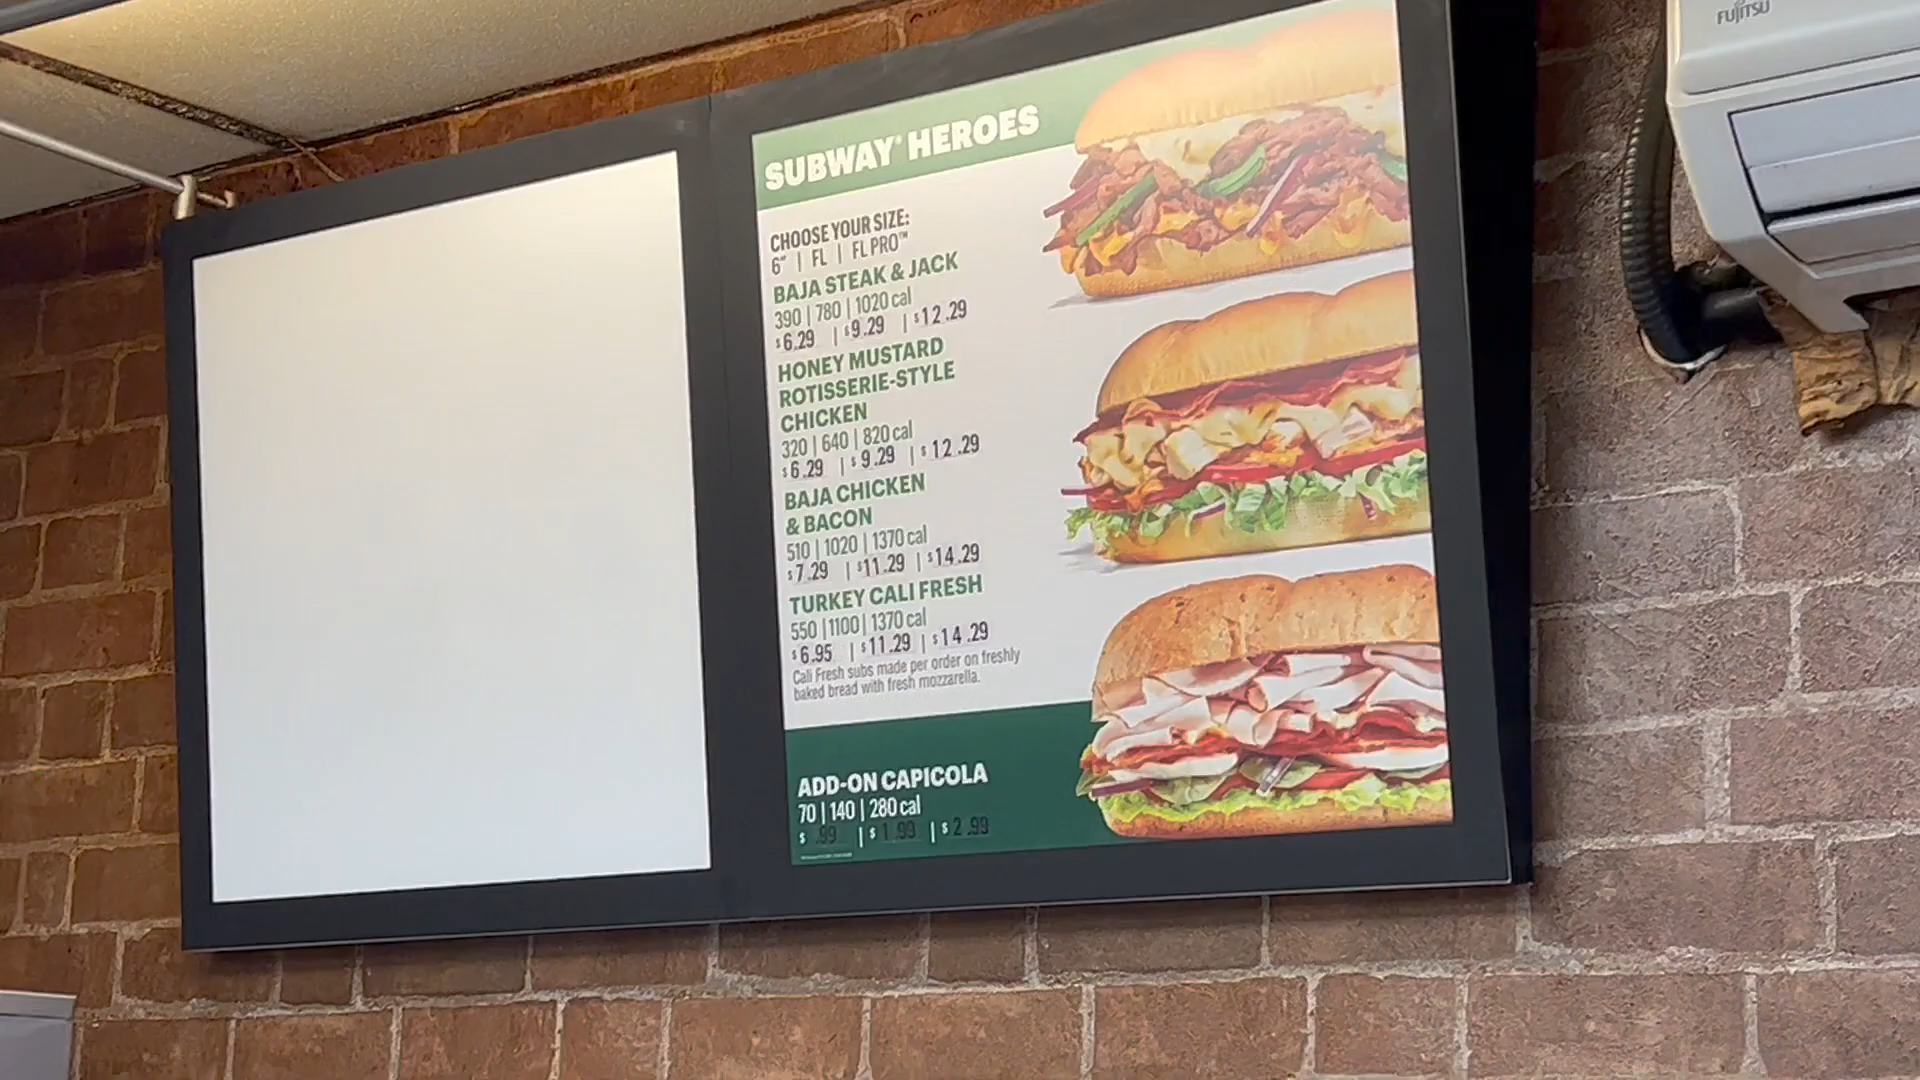 FUJITSU
SUBWAY® HEROES
CHOOSE YOUR SIZE:
6" | FL | FL PRO™
BAJA STEAK & JACK
390 | 780 | 1020 cal
$6.29 | $9.29 | $12.29
HONEY MUSTARD
ROTISSERIE-STYLE
CHICKEN
320 | 640 | 820 cal
$6.29 | $9.29 | $12.29
BAJA CHICKEN
& BACON
510 | 1020 | 1370 cal
$7.29 | $11.29 | $14.29
TURKEY CALI FRESH
550 | 1100 | 1370 cal
$6.95 | $11.29 | $14.29
Cali Fresh subs made per order on freshly
baked bread with fresh mozzarella.
ADD-ON CAPICOLA
70 | 140 | 280 cal
$ .99 | $1.99 | $2.99